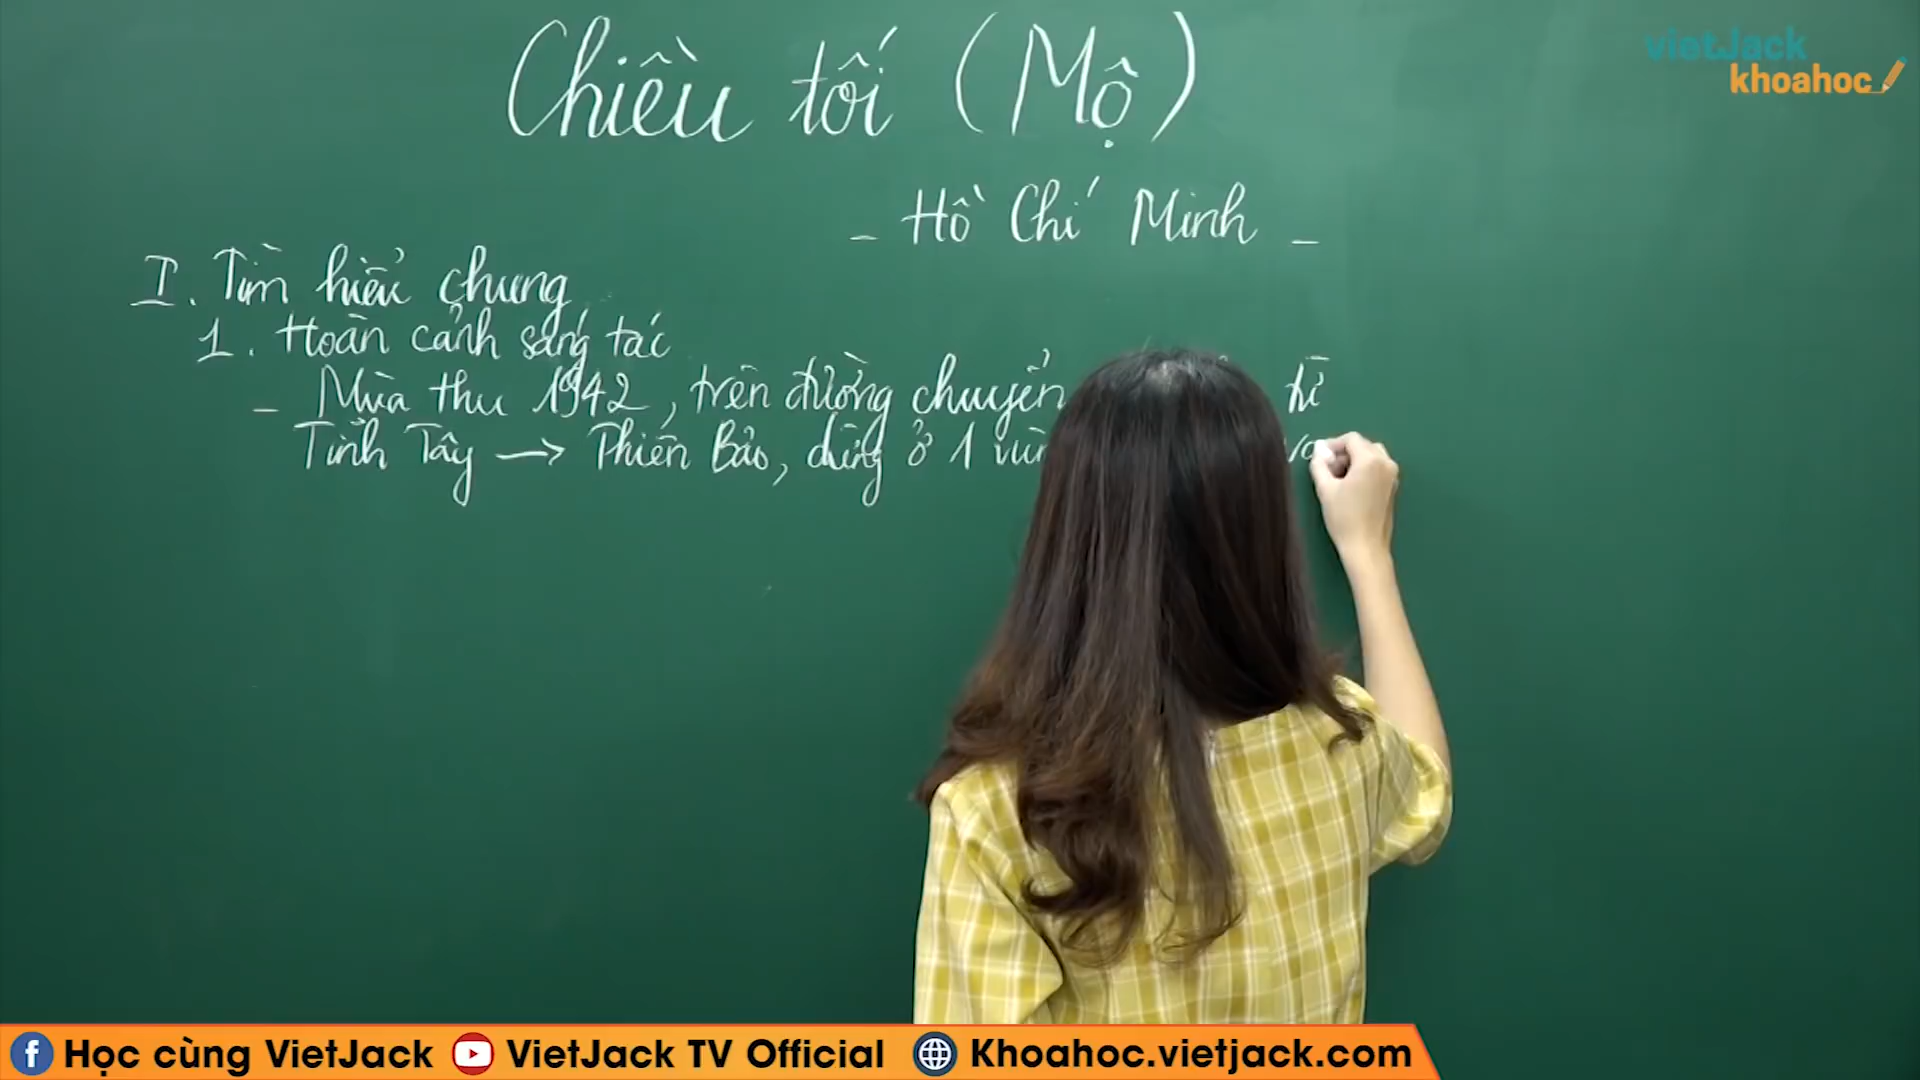 vietJack
khoahoc
Chiều tối (Mộ)
- Hồ Chí Minh -
I. Tìm hiểu chung
1. Hoàn cảnh sáng tác
- Mùa thu 1942, trên đường chuyển từ
Tĩnh Tây → Thiên Bảo, dừng ở 1
Học cùng VietJack VietJack TV Official Khoahoc.vietjack.com